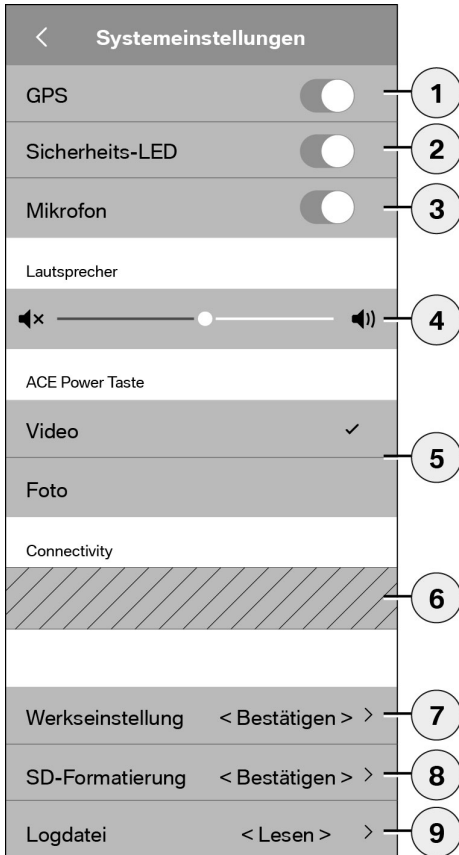 Systemeinstellungen
GPS 1
Sicherheits-LED 2
Mikrofon 3
Lautsprecher
4
ACE Power Taste
Video
5
Foto
Connectivity
6
Werkseinstellung < Bestätigen > > 7
SD-Formatierung < Bestätigen > > 8
Logdatei < Lesen > > 9